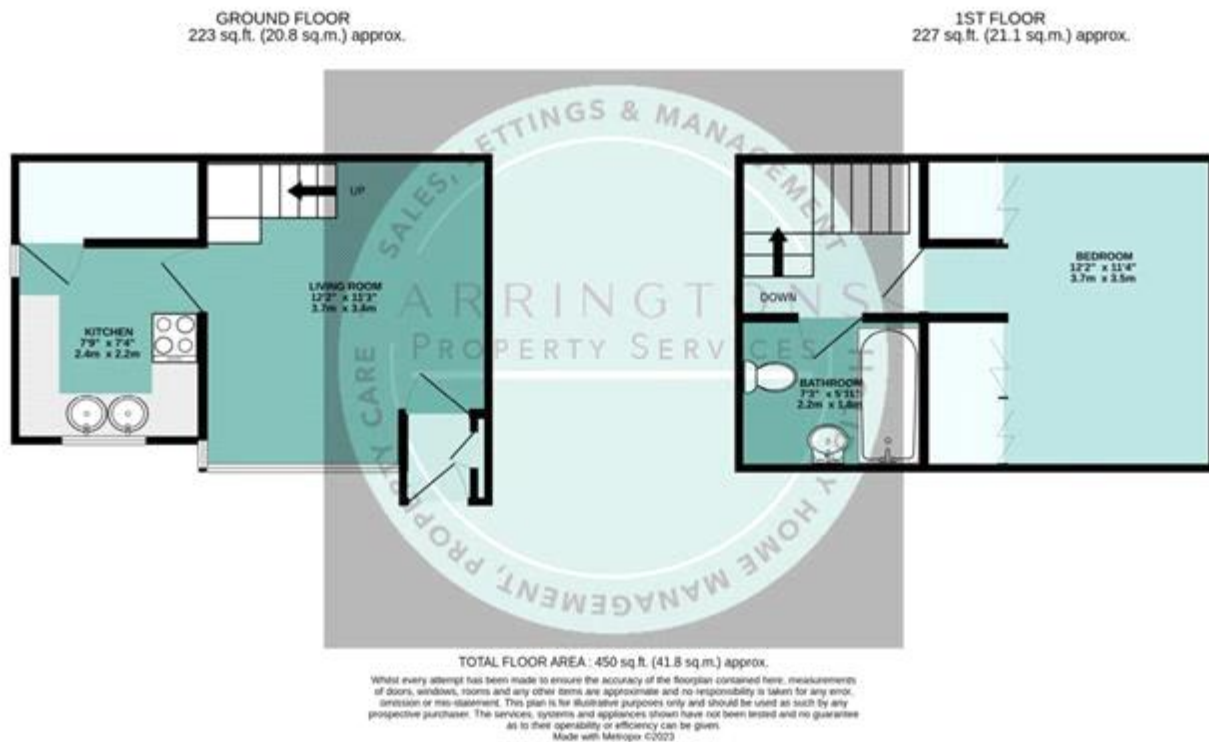 GROUND FLOOR
223 sq.ft. (20.8 sq.m.) approx.
1ST FLOOR
227 sq.ft. (21.1 sq.m.) approx.
UP
LIVING ROOM
12'2" x 11'3"
3.7m x 3.4m
KITCHEN
7'9" x 7'4"
2.4m x 2.2m
DOWN
BEDROOM
12'2" x 11'4"
3.7m x 3.5m
BATHROOM
7'3" x 5'11"
2.2m x 1.8m
SALES, LETTINGS & MANAGEMENT
ARRINGTONS
PROPERTY SERVICES
PROPERTY CARE
HOME MANAGEMENT, PROPERTY
TOTAL FLOOR AREA : 450 sq.ft. (41.8 sq.m.) approx.
Whilst every attempt has been made to ensure the accuracy of the floorplan contained here, measurements
of doors, windows, rooms and any other items are approximate and no responsibility is taken for any error,
omission or mis-statement. This plan is for illustrative purposes only and should be used as such by any
prospective purchaser. The services, systems and appliances shown have not been tested and no guarantee
as to their operability or efficiency can be given.
Made with Metropix ©2023